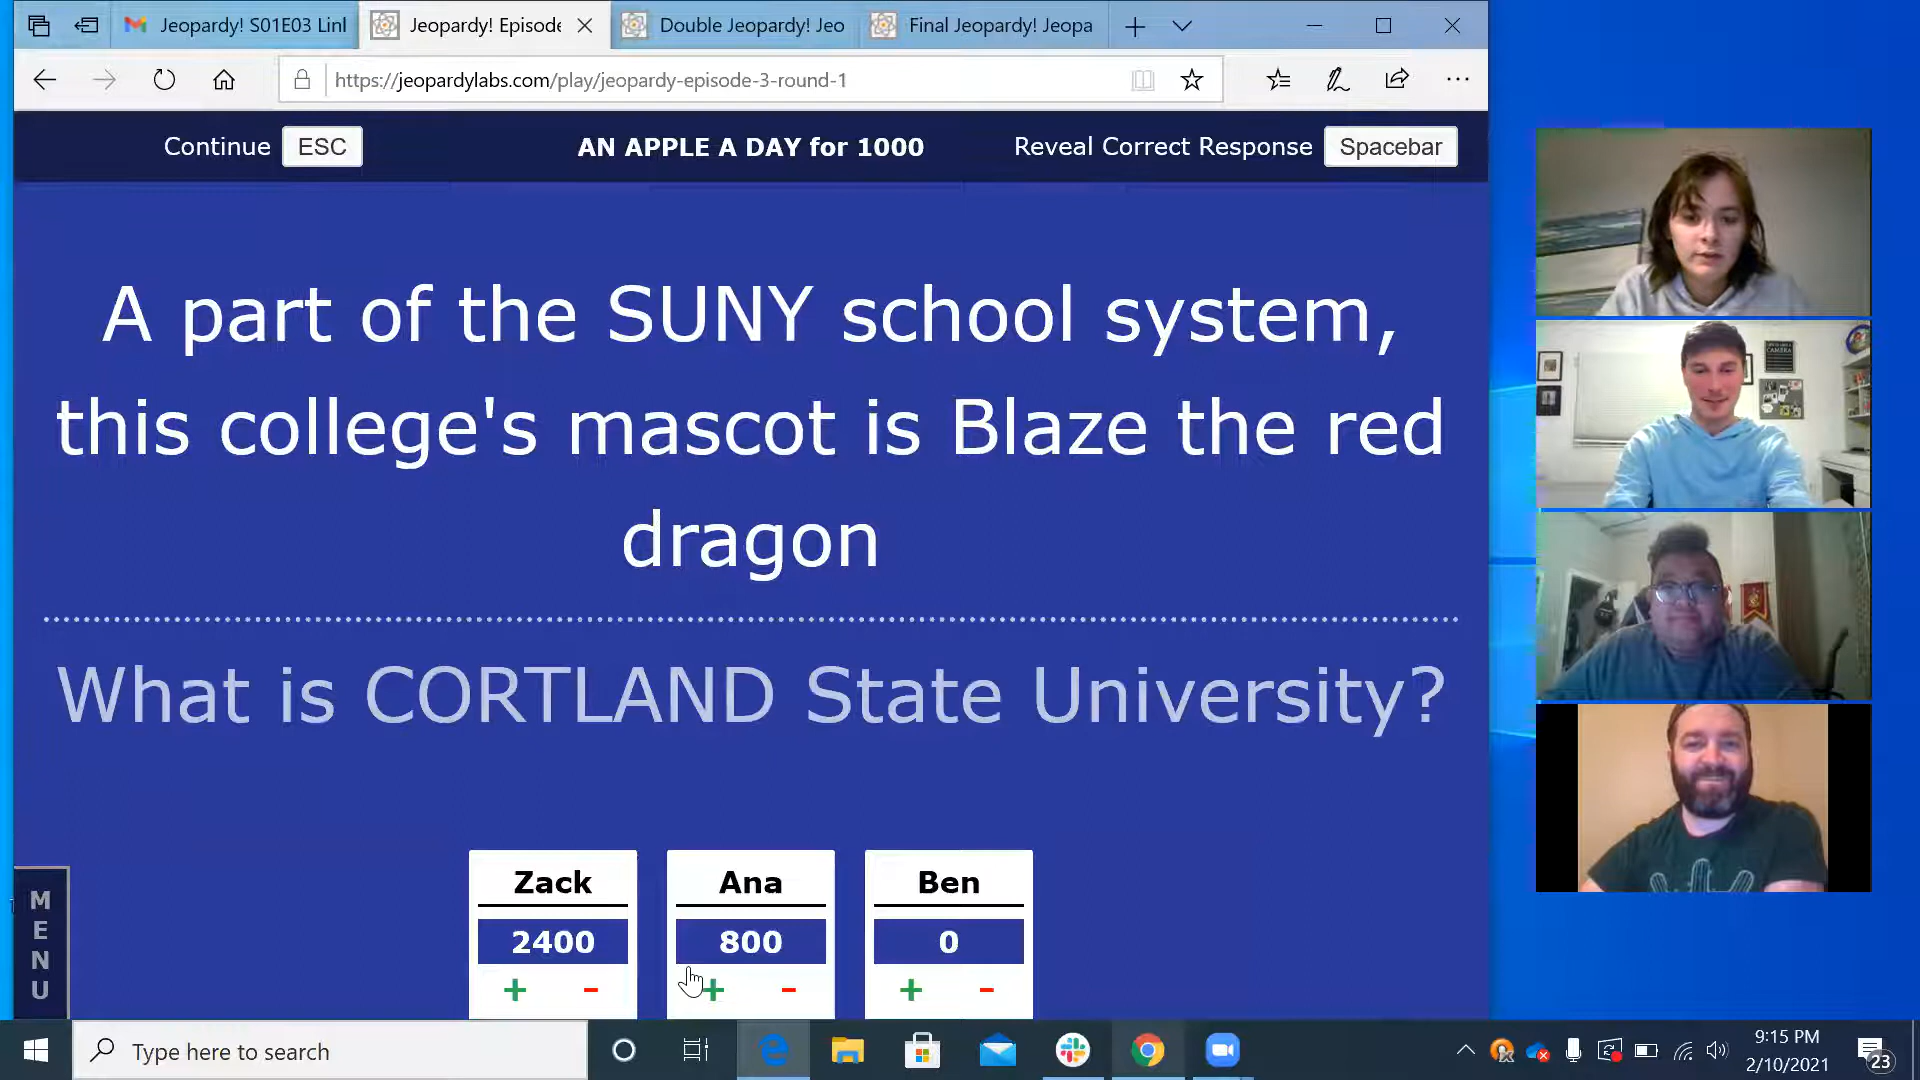 Jeopardy! S01E03 Linl
Jeopardy! Episode
Double Jeopardy! Jeo
Final Jeopardy! Jeopa
https://jeopardylabs.com/play/jeopardy-episode-3-round-1
Continue ESC AN APPLE A DAY for 1000 Reveal Correct Response Spacebar
A part of the SUNY school system,
this college's mascot is Blaze the red
dragon
What is CORTLAND State University?
MENU
Zack Ana Ben
2400 800 0
+ - + - + -
Type here to search
9:15 PM
2/10/2021
23